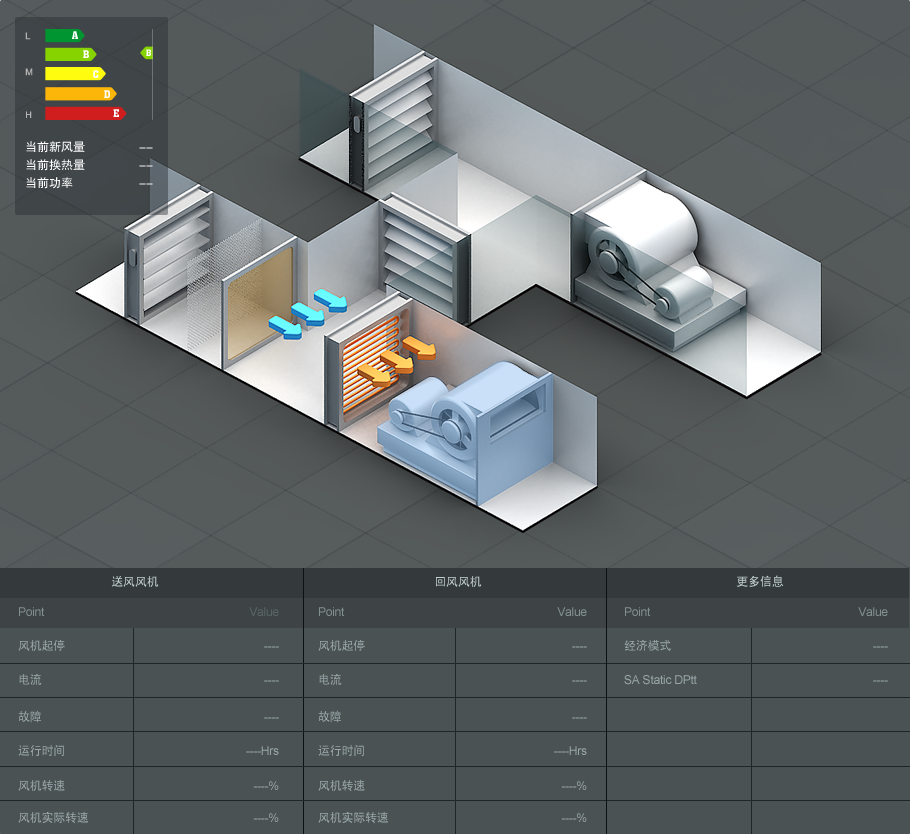 L A
B B
M C
D
H E
当前新风量 --
当前换热量 --
当前功率 --
送风风机 回风风机 更多信息
Point Value Point Value Point Value
风机起停 ---- 风机起停 ---- 经济模式 ----
电流 ---- 电流 ---- SA Static DPtt ----
故障 ---- 故障 ----
运行时间 ----Hrs 运行时间 ----Hrs
风机转速 ----% 风机转速 ----%
风机实际转速 ----% 风机实际转速 ----%